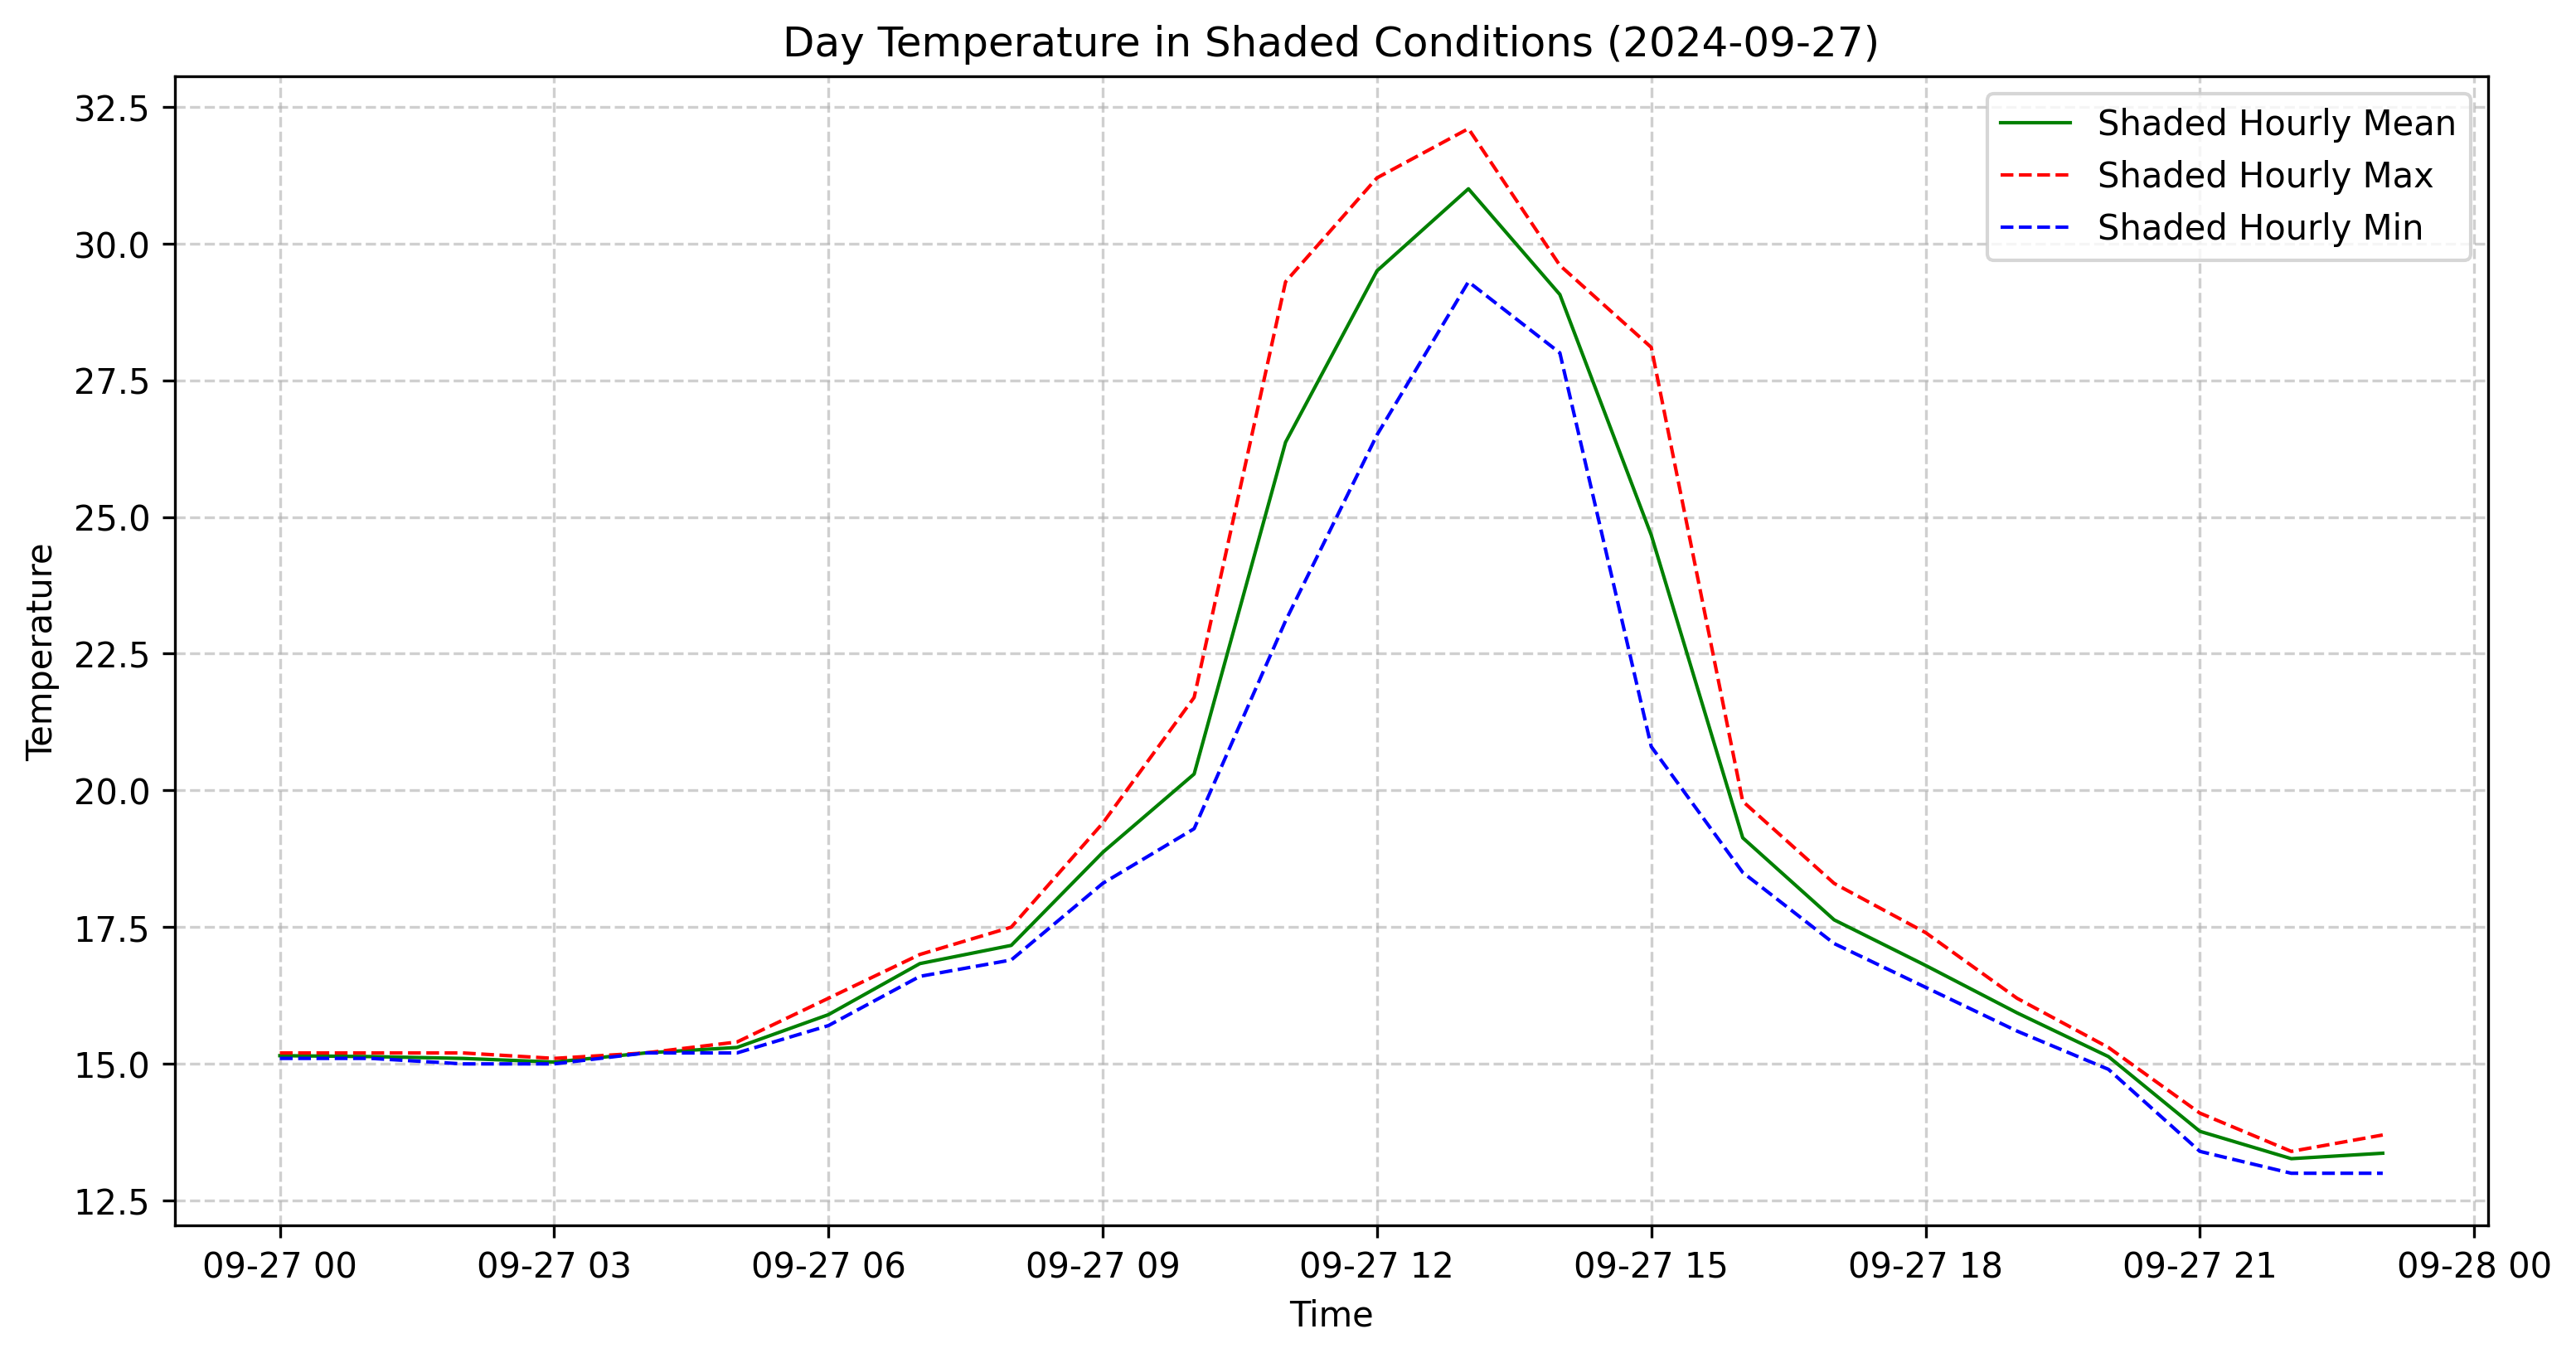 Day Temperature in Shaded Conditions (2024-09-27)
Shaded Hourly Mean
Shaded Hourly Max
Shaded Hourly Min
32.5
30.0
27.5
25.0
22.5
20.0
17.5
15.0
12.5
Temperature
09-27 00 09-27 03 09-27 06 09-27 09 09-27 12 09-27 15 09-27 18 09-27 21 09-28 00
Time